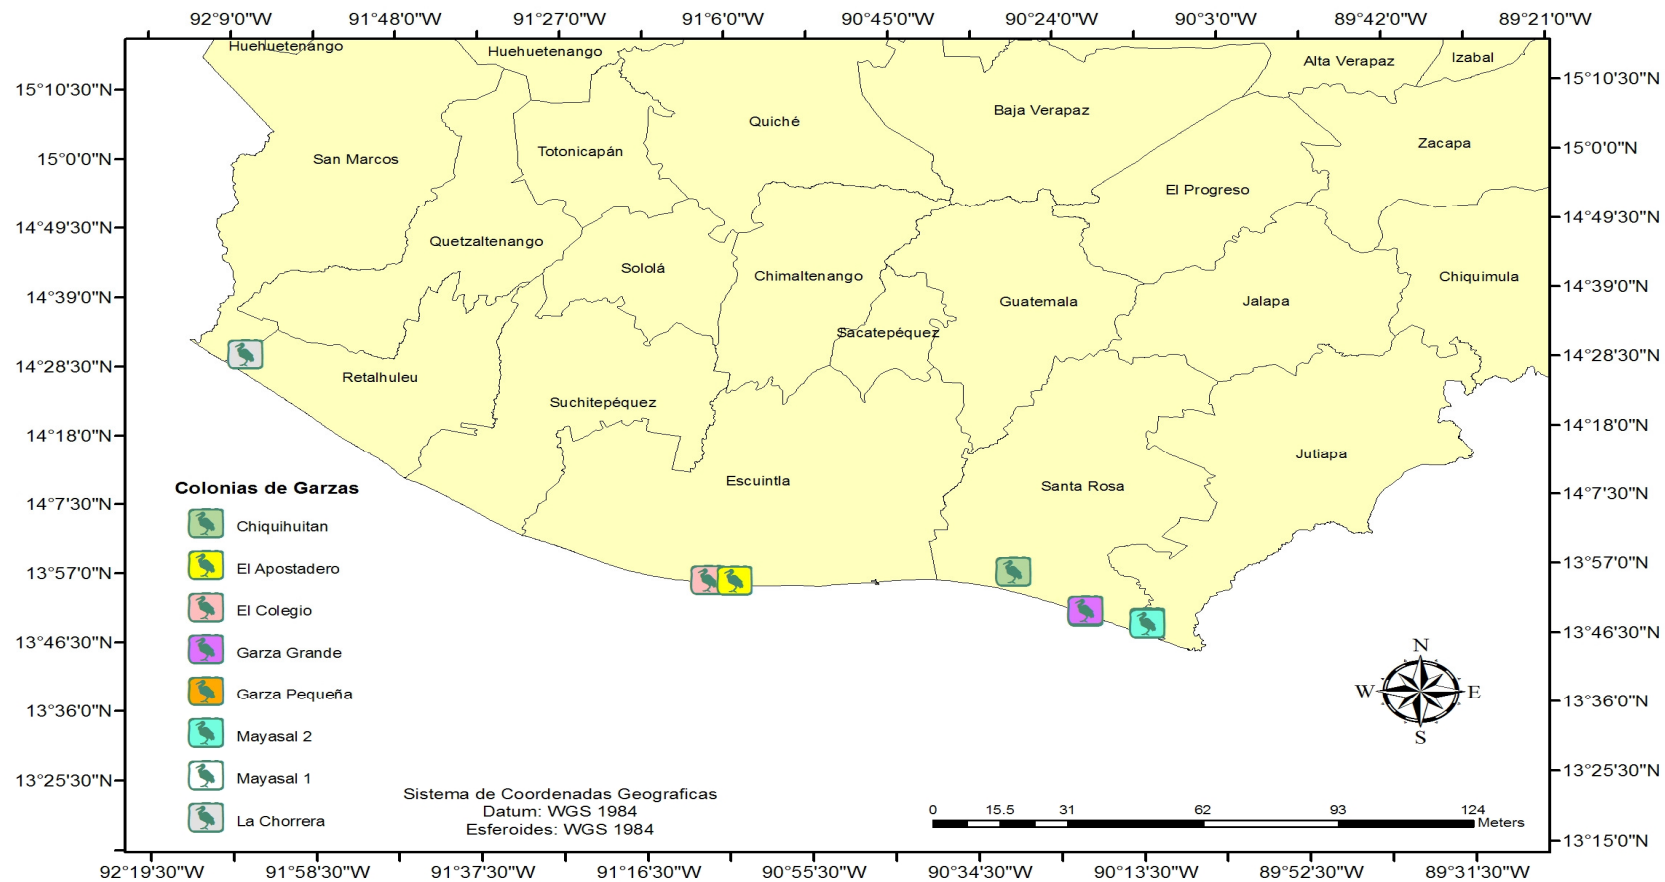 92°9'0"W 91°48'0"W 91°27'0"W 91°6'0"W 90°45'0"W 90°24'0"W 90°3'0"W 89°42'0"W 89°21'0"W
Huehuetenango
Huehuetenango
Alta Verapaz
Izabal
15°10'30"N
15°10'30"N
Baja Verapaz
Quiché
Zacapa
San Marcos
Totonicapán
15°0'0"N
15°0'0"N
El Progreso
14°49'30"N
14°49'30"N
Quetzaltenango
Sololá
Chimaltenango
Chiquimula
14°39'0"N
14°39'0"N
Guatemala
Jalapa
Sacatepéquez
14°28'30"N
14°28'30"N
Retalhuleu
Suchitepéquez
14°18'0"N
14°18'0"N
Jutiapa
Escuintla
Santa Rosa
14°7'30"N
14°7'30"N
13°57'0"N
13°57'0"N
13°46'30"N
13°46'30"N
13°36'0"N
13°36'0"N
13°25'30"N
13°25'30"N
13°15'0"N
Colonias de Garzas
Chiquihuitan
El Apostadero
El Colegio
Garza Grande
Garza Pequeña
Mayasal 2
Mayasal 1
La Chorrera
N
W E
S
Sistema de Coordenadas Geograficas
Datum: WGS 1984
Esferoides: WGS 1984
0 15.5 31 62 93 124
Meters
92°19'30"W 91°58'30"W 91°37'30"W 91°16'30"W 90°55'30"W 90°34'30"W 90°13'30"W 89°52'30"W 89°31'30"W